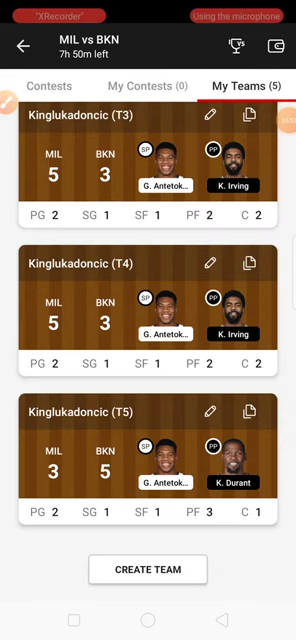 "XRecorder"
Using the microphone
MIL vs BKN
7h 50m left
VS
Contests
My Contests (0)
My Teams (5)
Kinglukadoncic (T3)
MIL BKN
5 3
SP PP
G. Antetok... K. Irving
PG 2 SG 1 SF 1 PF 2 C 2
Kinglukadoncic (T4)
MIL BKN
5 3
SP PP
G. Antetok... K. Irving
PG 2 SG 1 SF 1 PF 2 C 2
Kinglukadoncic (T5)
MIL BKN
3 5
SP PP
G. Antetok... K. Durant
PG 2 SG 1 SF 1 PF 3 C 1
CREATE TEAM